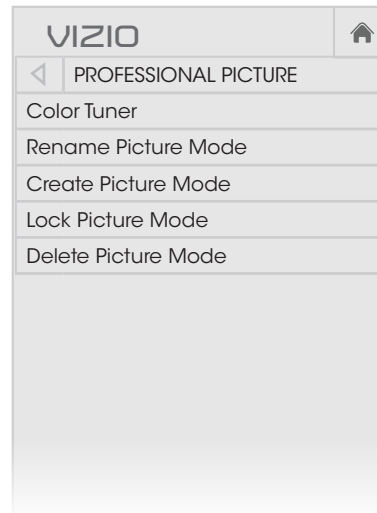 VIZIO
PROFESSIONAL PICTURE
Color Tuner
Rename Picture Mode
Create Picture Mode
Lock Picture Mode
Delete Picture Mode